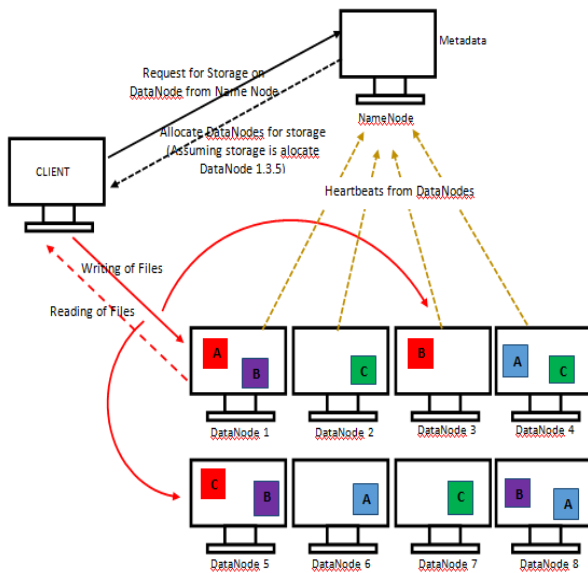 Metadata
Request for Storage on
DataNode from Name Node
NameNode
Allocate DataNodes for storage
(Assuming storage is alocate
DataNode 1.3.5)
CLIENT
Heartbeats from DataNodes
Writing of Files
Reading of Files
A
B
C
B
A
C
DataNode 1
DataNode 2
DataNode 3
DataNode 4
C
B
A
C
B
A
DataNode 5
DataNode 6
DataNode 7
DataNode 8